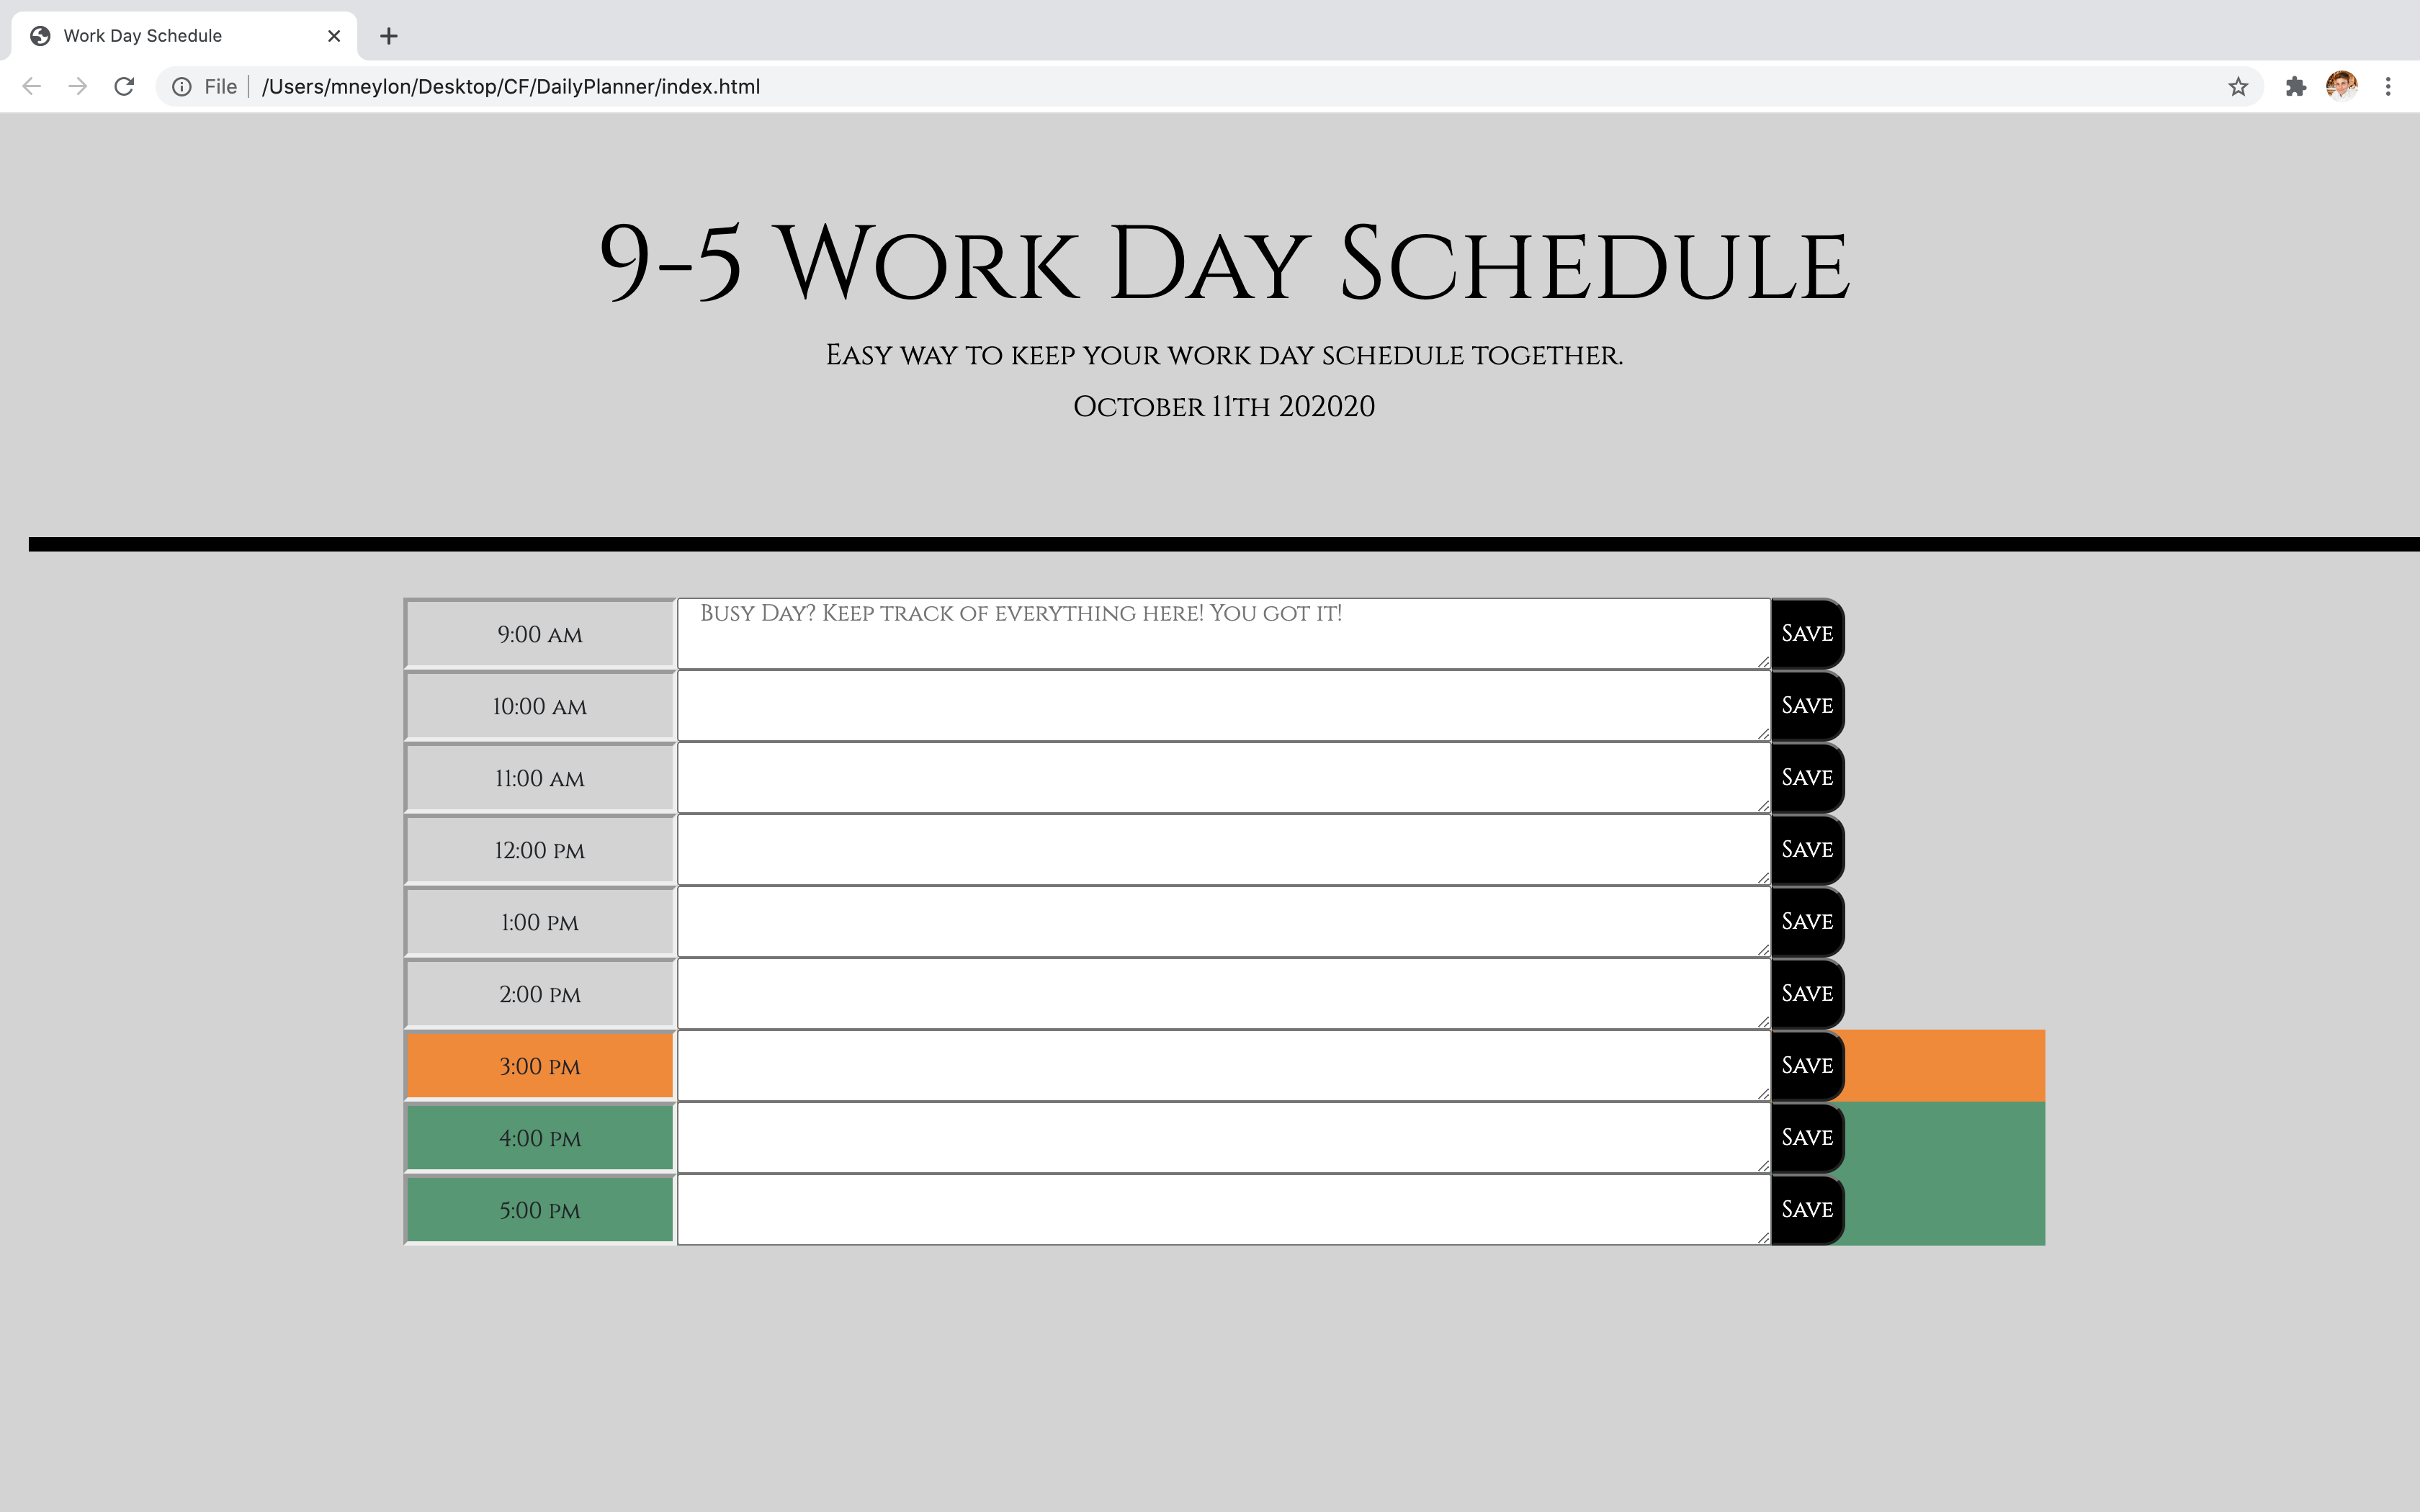 Work Day Schedule
File /Users/mneylon/Desktop/CF/DailyPlanner/index.html
9-5 Work Day Schedule
Easy way to keep your work day schedule together.
October 11th 202020
9:00 am Busy Day? Keep track of everything here! You got it! Save
10:00 am Save
11:00 am Save
12:00 pm Save
1:00 pm Save
2:00 pm Save
3:00 pm Save
4:00 pm Save
5:00 pm Save